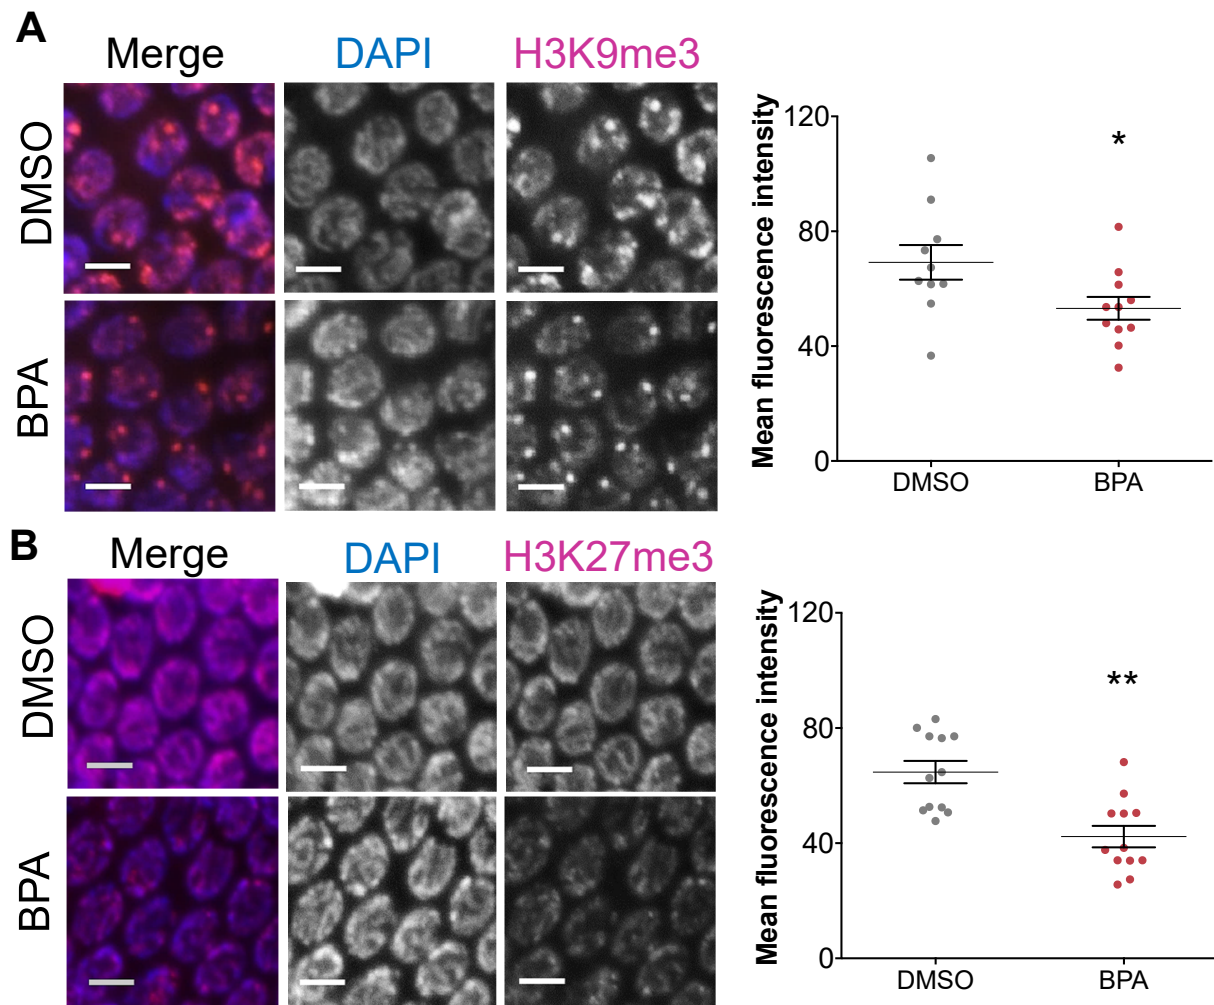 A
Merge
DAPI
H3K9me3
DMSO
BPA
Mean fluorescence intensity
120
80
40
0
*
DMSO
BPA
B
Merge
DAPI
H3K27me3
DMSO
BPA
Mean fluorescence intensity
120
80
40
0
**
DMSO
BPA